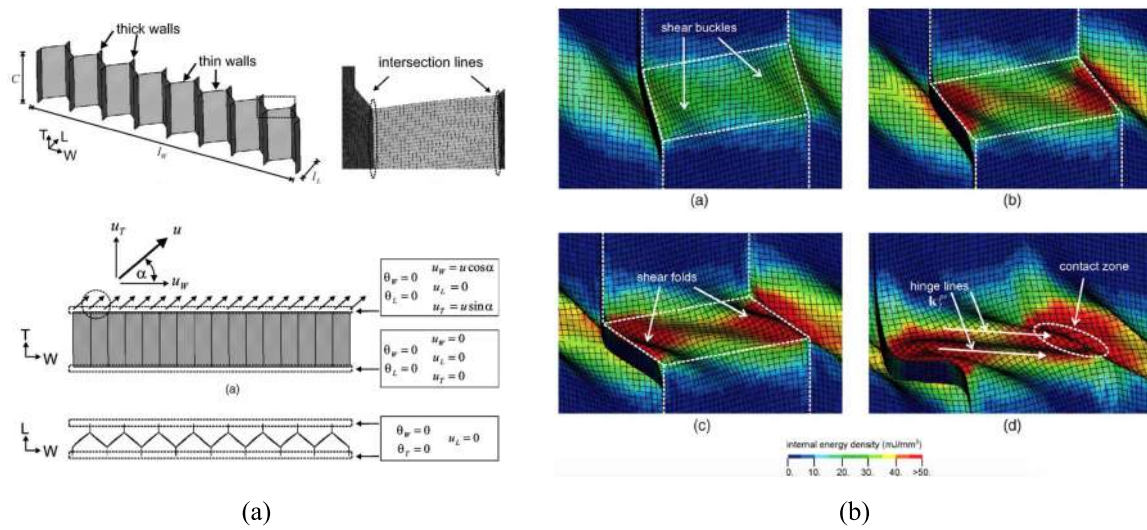 thick walls
thin walls
C
T
L
W
l_W
l_L
intersection lines
u_T
u
α
u_W
θ_W = 0
θ_L = 0
u_W = u cosα
u_L = 0
u_T = u sinα
θ_W = 0
θ_L = 0
u_W = 0
u_L = 0
u_T = 0
T
W
(a)
L
W
θ_W = 0
θ_T = 0
u_L = 0
(a)
shear buckles
(a)
(b)
shear folds
(c)
contact zone
hinge lines
(d)
internal energy density (mJ/mm³)
0. 10. 20. 30. 40. >50.
(b)